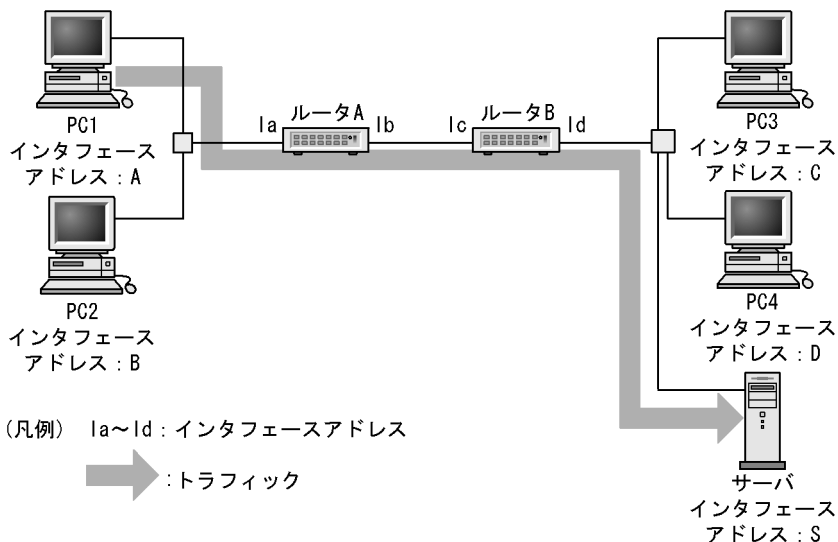 PC1
インタフェース
アドレス：A
PC2
インタフェース
アドレス：B
Ia
ルータA
Ib
Ic
ルータB
Id
PC3
インタフェース
アドレス：C
PC4
インタフェース
アドレス：D
サーバ
インタフェース
アドレス：S
(凡例) Ia～Id：インタフェースアドレス
：トラフィック